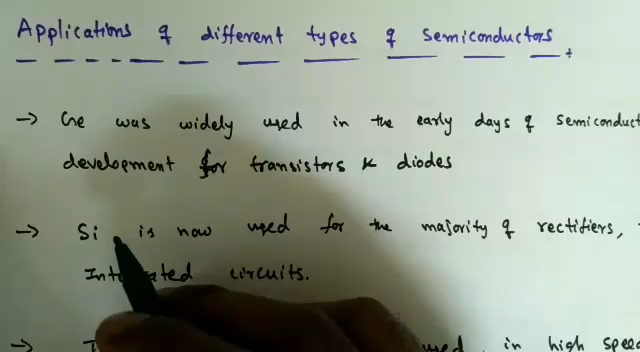 Applications of different types of Semiconductors
→ Ge was widely used in the early days of Semiconduct
development for transistors & diodes
→ Si is now used for the majority of rectifiers,
circuits.
→ used, in high speed